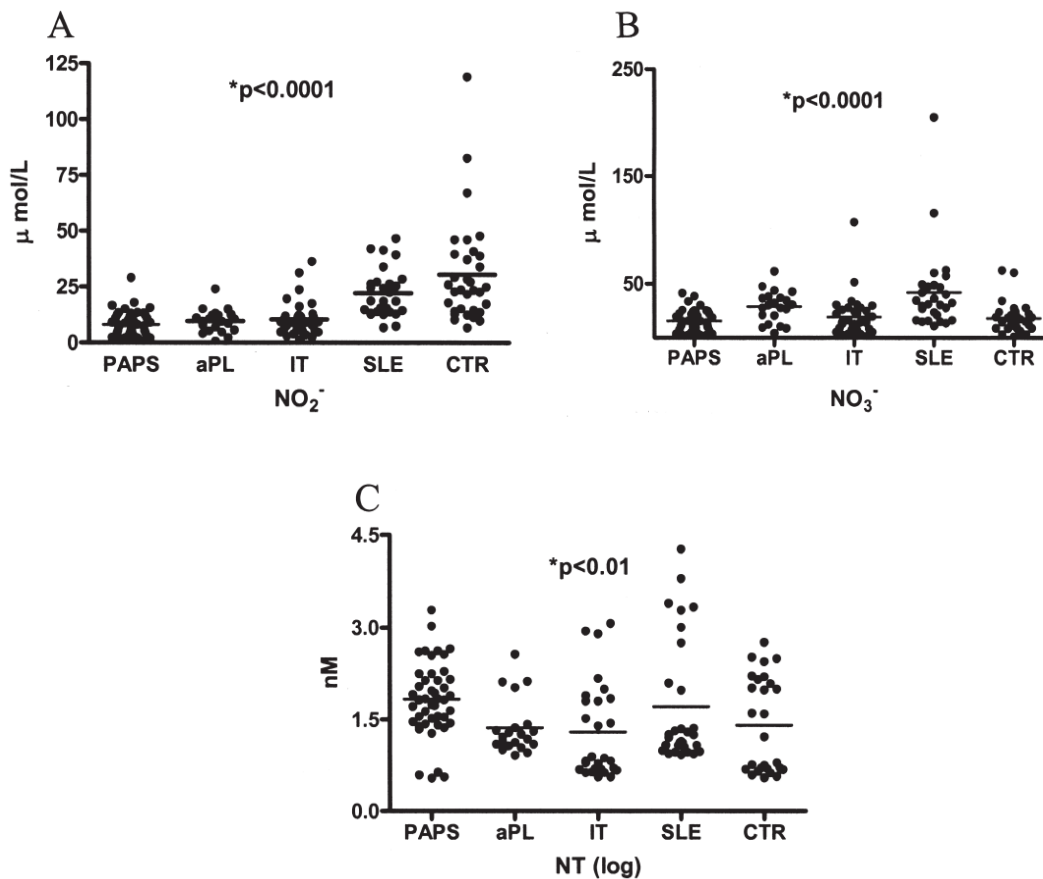 A
*p<0.0001
125
100
75
50
25
0
μ mol/L
PAPS aPL IT SLE CTR
NO₂⁻
B
*p<0.0001
250
150
50
μ mol/L
PAPS aPL IT SLE CTR
NO₃⁻
C
*p<0.01
4.5
3.0
1.5
0.0
nM
PAPS aPL IT SLE CTR
NT (log)